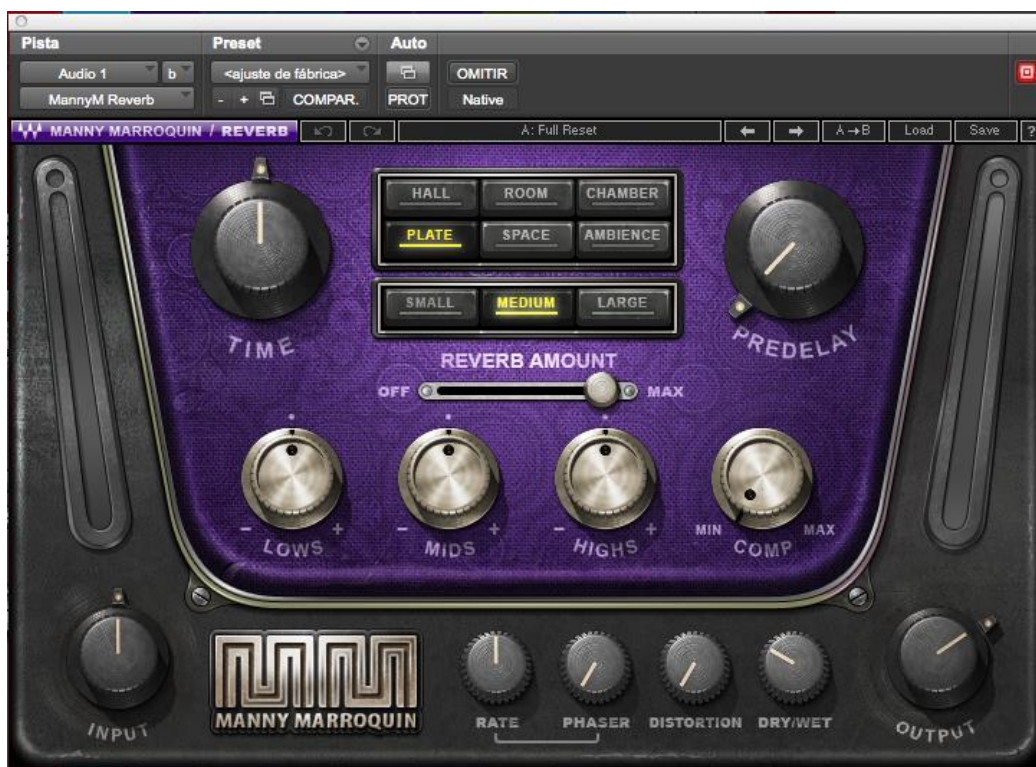 Pista Preset Auto
Audio 1 b <ajuste de fábrica> OMITIR
MannyM Reverb - + COMPAR. PROT Native
MANNY MARROQUIN / REVERB A: Full Reset A→B Load Save ?
HALL ROOM CHAMBER
PLATE SPACE AMBIENCE
SMALL MEDIUM LARGE
TIME PREDELAY
REVERB AMOUNT
OFF MAX
- + - + - + MIN MAX
LOWS MIDS HIGHS COMP
INPUT MANNY MARROQUIN RATE PHASER DISTORTION DRY/WET OUTPUT